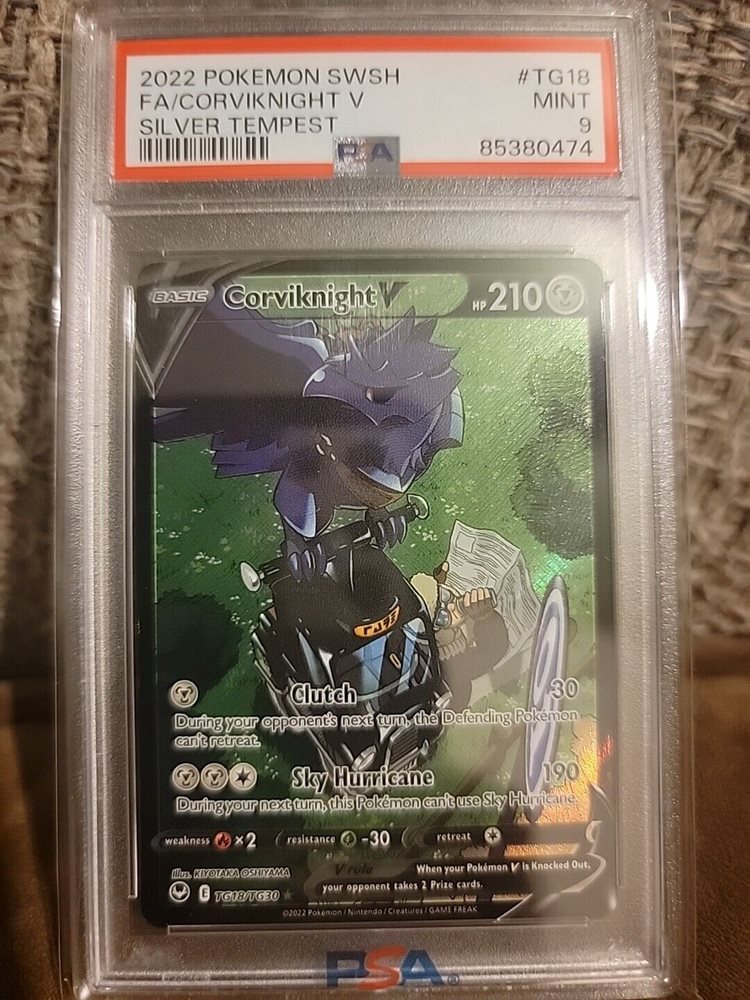 2022 POKEMON SWSH #TG18
FA/CORVIKNIGHT V MINT
SILVER TEMPEST 9
PSA 85380474
BASIC Corviknight V HP 210
Clutch 30
During your opponent's next turn, the Defending Pokémon
can't retreat.
Sky Hurricane 190
During your next turn, this Pokémon can't use Sky Hurricane.
weakness ×2 resistance -30 retreat
Illus. KIYOTAKA OSHIYAMA
V rule When your Pokémon V is Knocked Out,
your opponent takes 2 Prize cards.
E TG18/TG30
©2022 Pokémon / Nintendo / Creatures / GAME FREAK
PSA